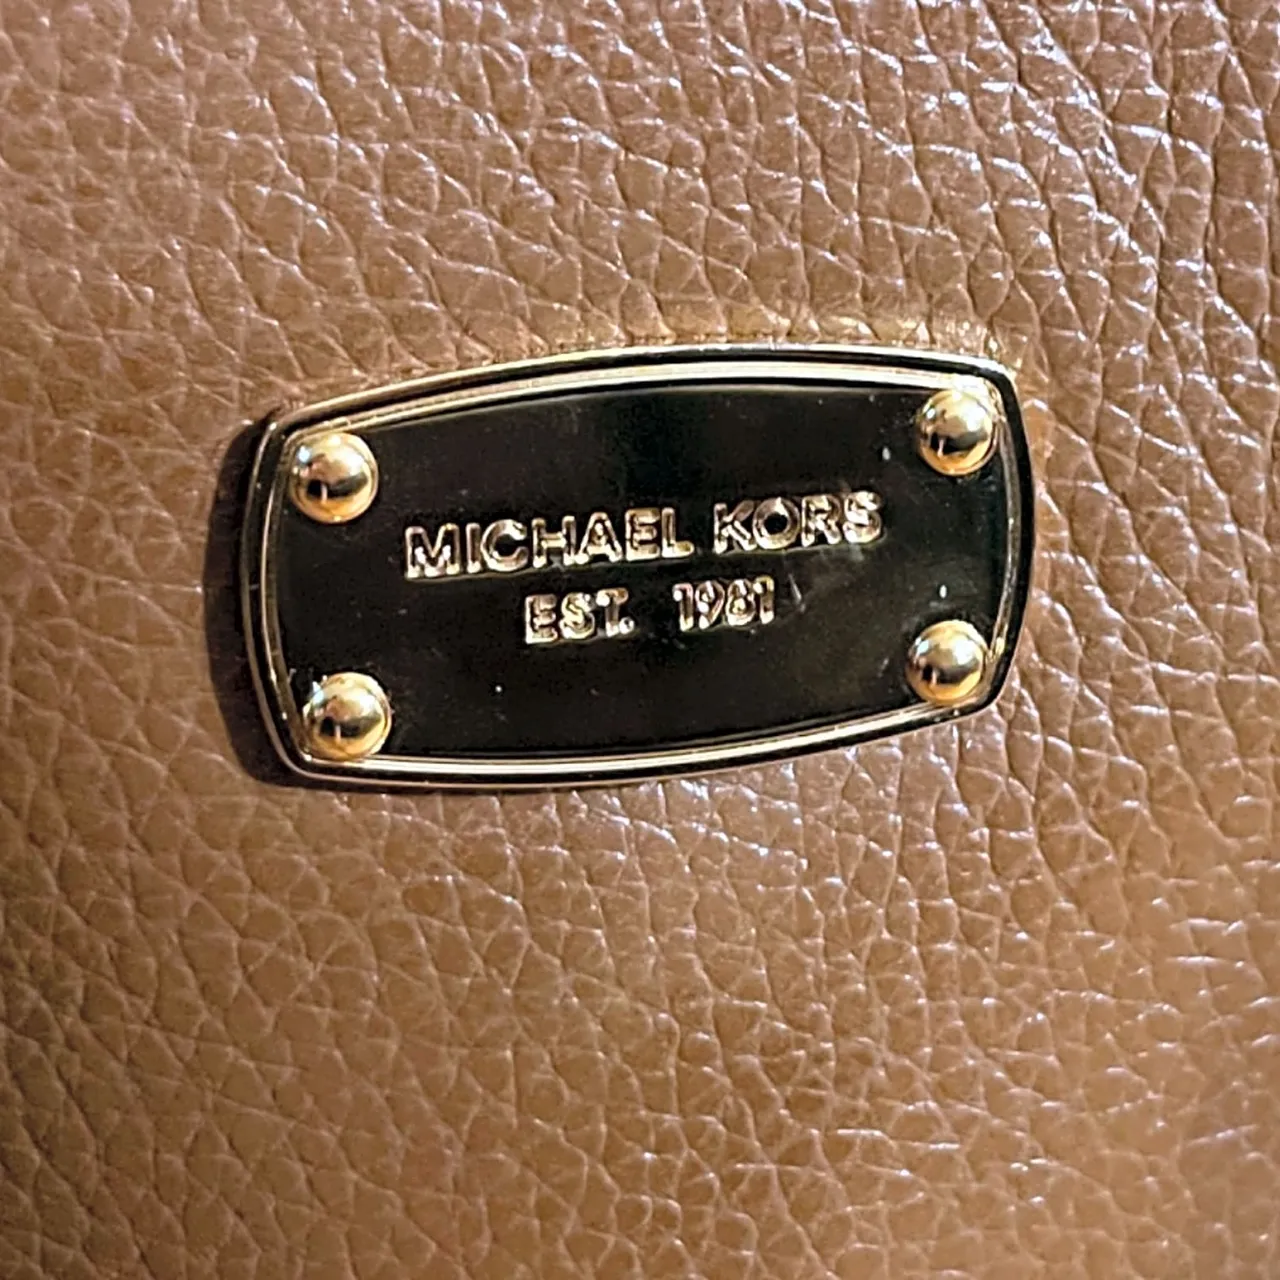 MICHAEL KORS
EST. 1981